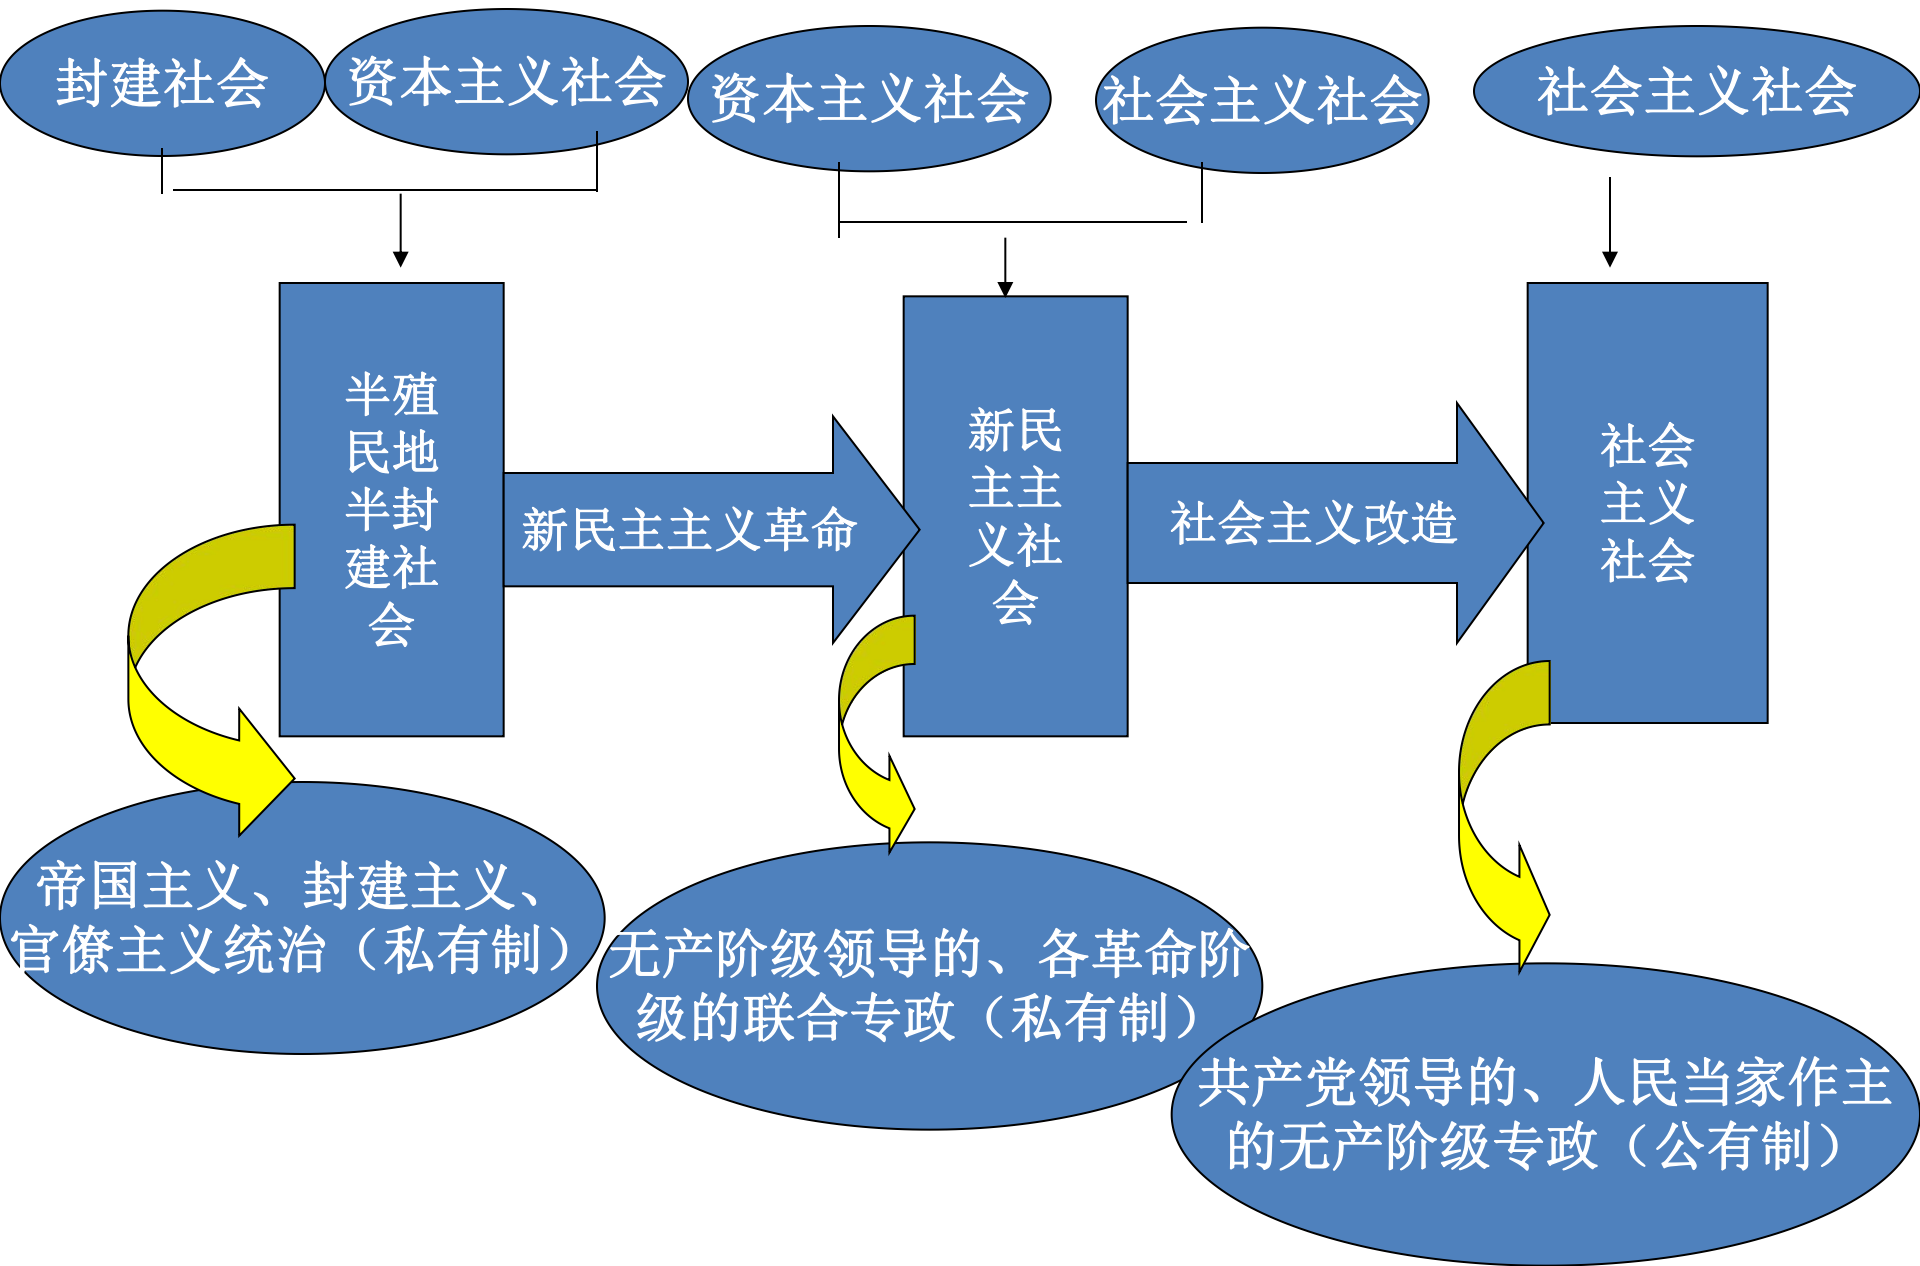 封建社会
资本主义社会
资本主义社会
社会主义社会
社会主义社会
半殖
民地
半封
建社
会
新民主主义革命
新民
主主
义社
会
社会主义改造
社会
主义
社会
帝国主义、封建主义、
官僚主义统治（私有制）
无产阶级领导的、各革命阶
级的联合专政（私有制）
共产党领导的、人民当家作主
的无产阶级专政（公有制）